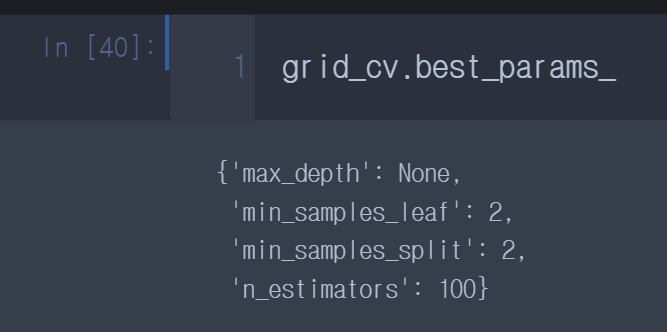 In [40]:
1 grid_cv.best_params_
{'max_depth': None,
'min_samples_leaf': 2,
'min_samples_split': 2,
'n_estimators': 100}